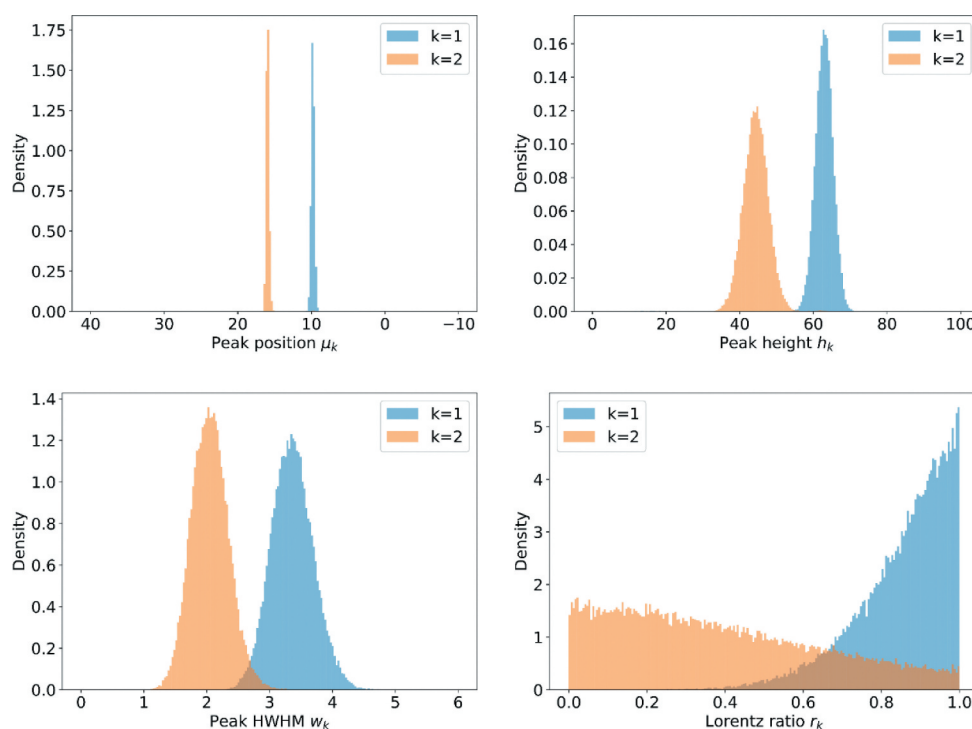 1.75
1.50
1.25
1.00
0.75
0.50
0.25
0.00
Density
40 30 20 10 0 −10
Peak position μk
k=1
k=2
0.16
0.14
0.12
0.10
0.08
0.06
0.04
0.02
0.00
Density
0 20 40 60 80 100
Peak height hk
k=1
k=2
1.4
1.2
1.0
0.8
0.6
0.4
0.2
0.0
Density
0 1 2 3 4 5 6
Peak HWHM wk
k=1
k=2
5
4
3
2
1
0
Density
0.0 0.2 0.4 0.6 0.8 1.0
Lorentz ratio rk
k=1
k=2